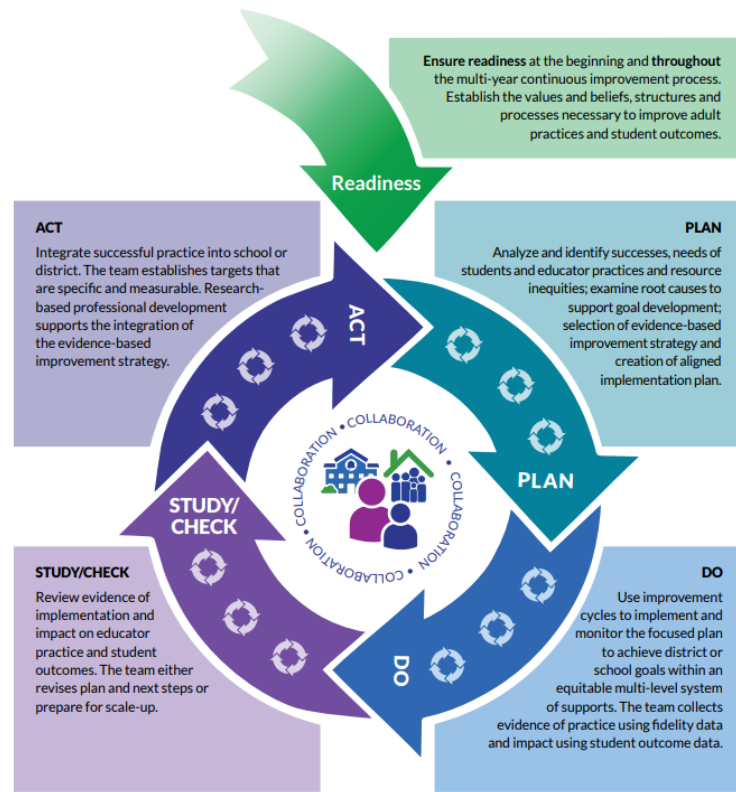 Ensure readiness at the beginning and throughout
the multi-year continuous improvement process.
Establish the values and beliefs, structures and
processes necessary to improve adult
practices and student outcomes.
Readiness
ACT
Integrate successful practice into school or
district. The team establishes targets that
are specific and measurable. Research-
based professional development
supports the integration of
the evidence-based
improvement strategy.
PLAN
Analyze and identify successes, needs of
students and educator practices and resource
inequities; examine root causes to
support goal development;
selection of evidence-based
improvement strategy and
creation of aligned
implementation plan.
ACT
PLAN
DO
STUDY/
CHECK
COLLABORATION • COLLABORATION • COLLABORATION • COLLABORATION • COLLABORATION •
STUDY/CHECK
Review evidence of
implementation and
impact on educator
practice and student
outcomes. The team either
revises plan and next steps or
prepare for scale-up.
DO
Use improvement
cycles to implement and
monitor the focused plan
to achieve district or
school goals within an
equitable multi-level system
of supports. The team collects
evidence of practice using fidelity data
and impact using student outcome data.